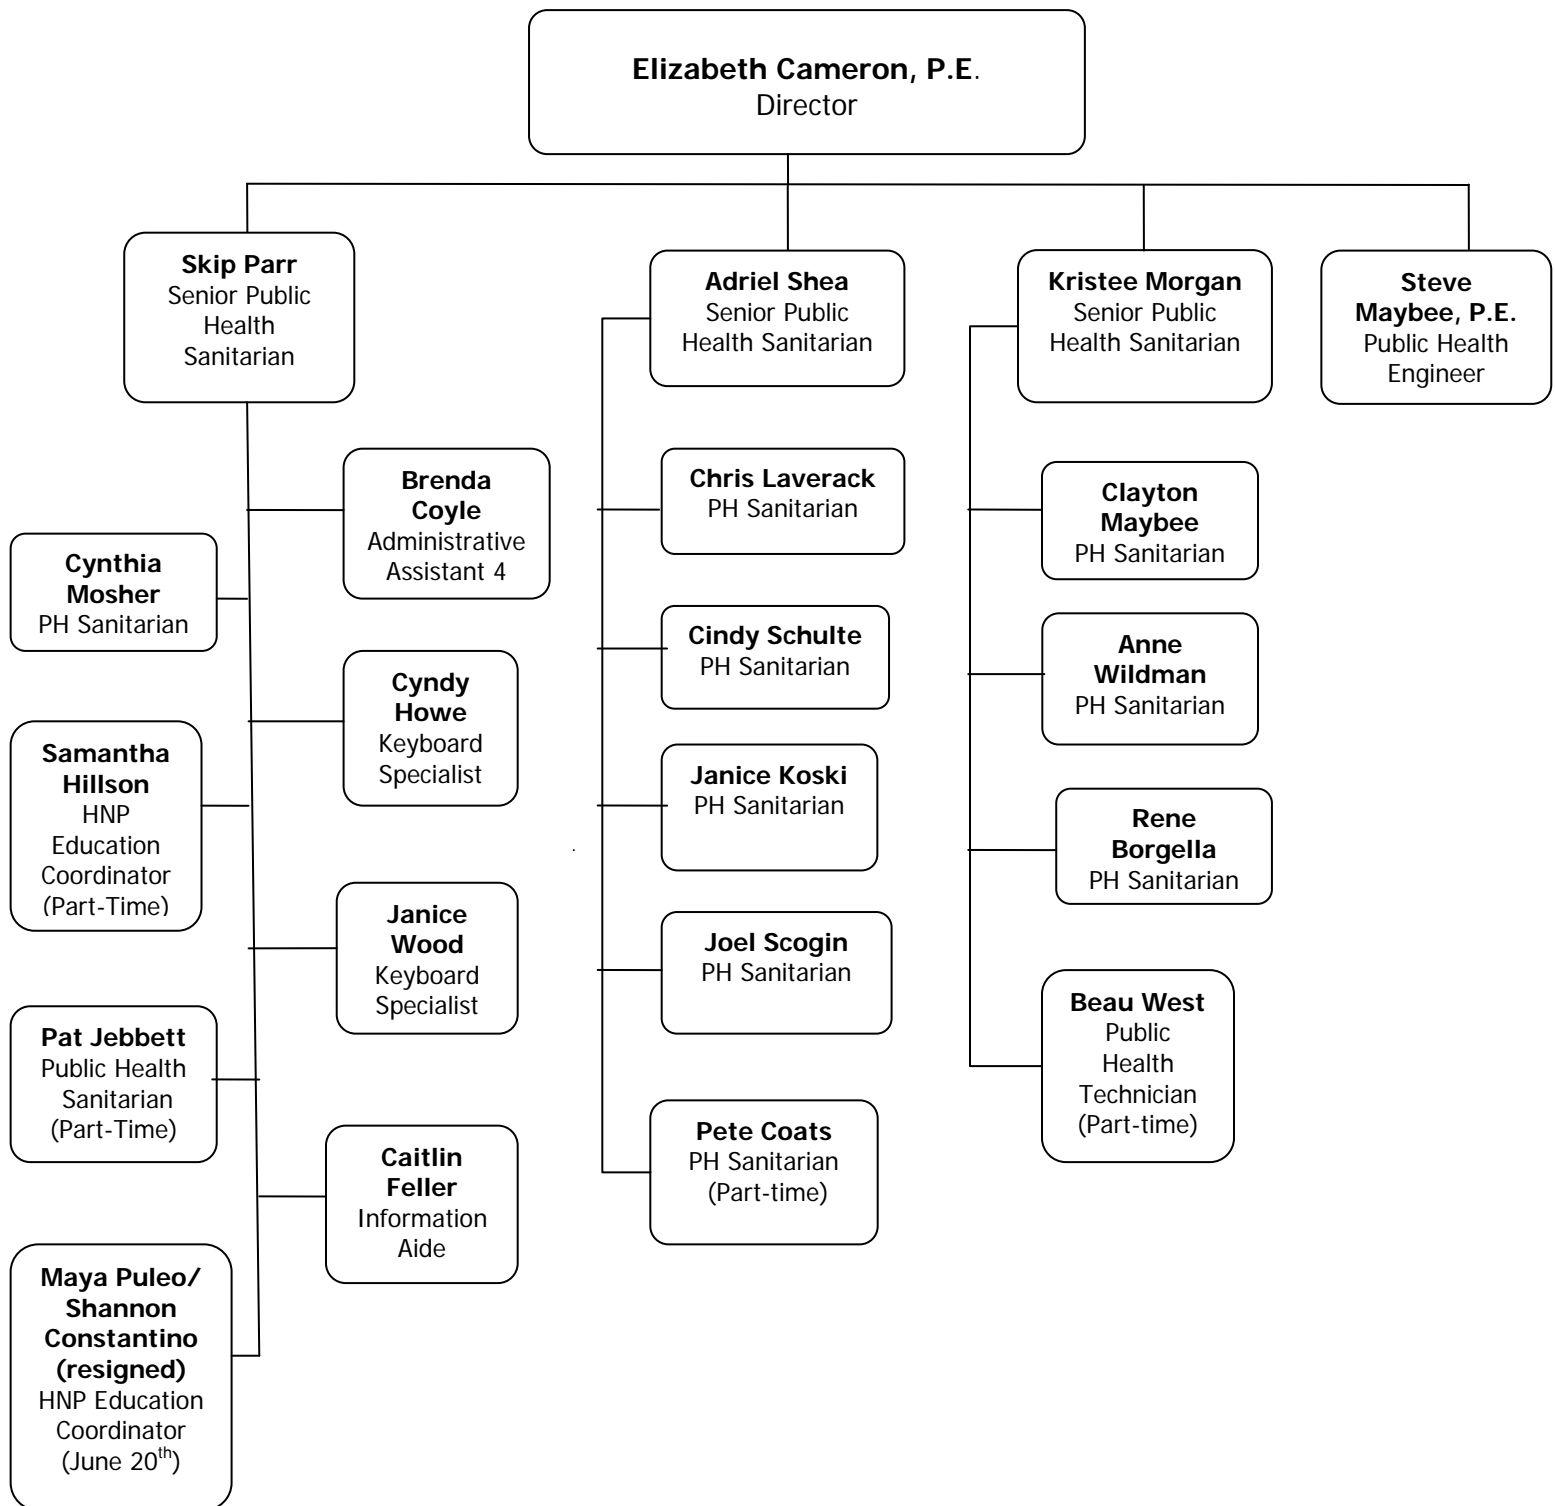 Elizabeth Cameron, P.E.
Director
Skip Parr
Senior Public
Health
Sanitarian
Adriel Shea
Senior Public
Health Sanitarian
Kristee Morgan
Senior Public
Health Sanitarian
Steve
Maybee, P.E.
Public Health
Engineer
Brenda
Coyle
Administrative
Assistant 4
Cynthia
Mosher
PH Sanitarian
Cyndy
Howe
Keyboard
Specialist
Samantha
Hillson
HNP
Education
Coordinator
(Part-Time)
Janice
Wood
Keyboard
Specialist
Pat Jebbett
Public Health
Sanitarian
(Part-Time)
Caitlin
Feller
Information
Aide
Maya Puleo/
Shannon
Constantino
(resigned)
HNP Education
Coordinator
(June 20th)
Chris Laverack
PH Sanitarian
Cindy Schulte
PH Sanitarian
Janice Koski
PH Sanitarian
Joel Scogin
PH Sanitarian
Pete Coats
PH Sanitarian
(Part-time)
Clayton
Maybee
PH Sanitarian
Anne
Wildman
PH Sanitarian
Rene
Borgella
PH Sanitarian
Beau West
Public
Health
Technician
(Part-time)